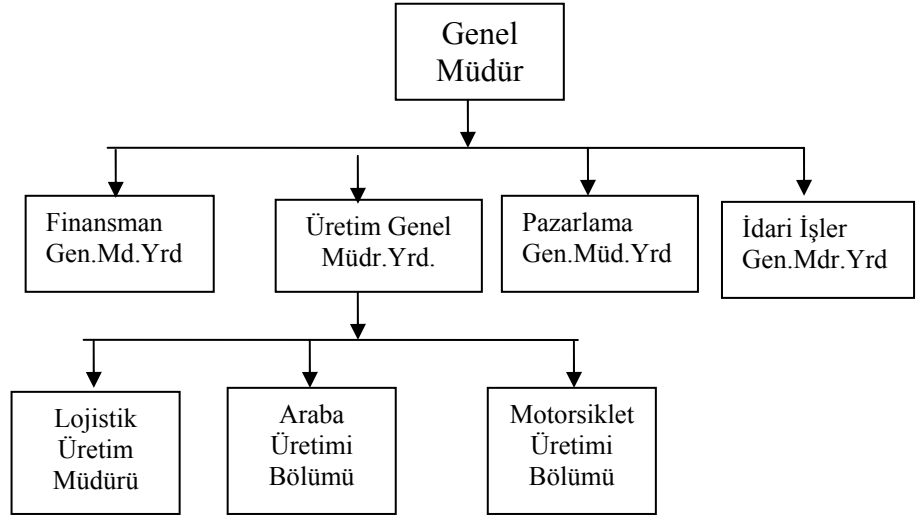 Genel
Müdür
Finansman
Gen.Md.Yrd
Üretim Genel
Müdr.Yrd.
Pazarlama
Gen.Müd.Yrd
İdari İşler
Gen.Mdr.Yrd
Lojistik
Üretim
Müdürü
Araba
Üretimi
Bölümü
Motorsiklet
Üretimi
Bölümü